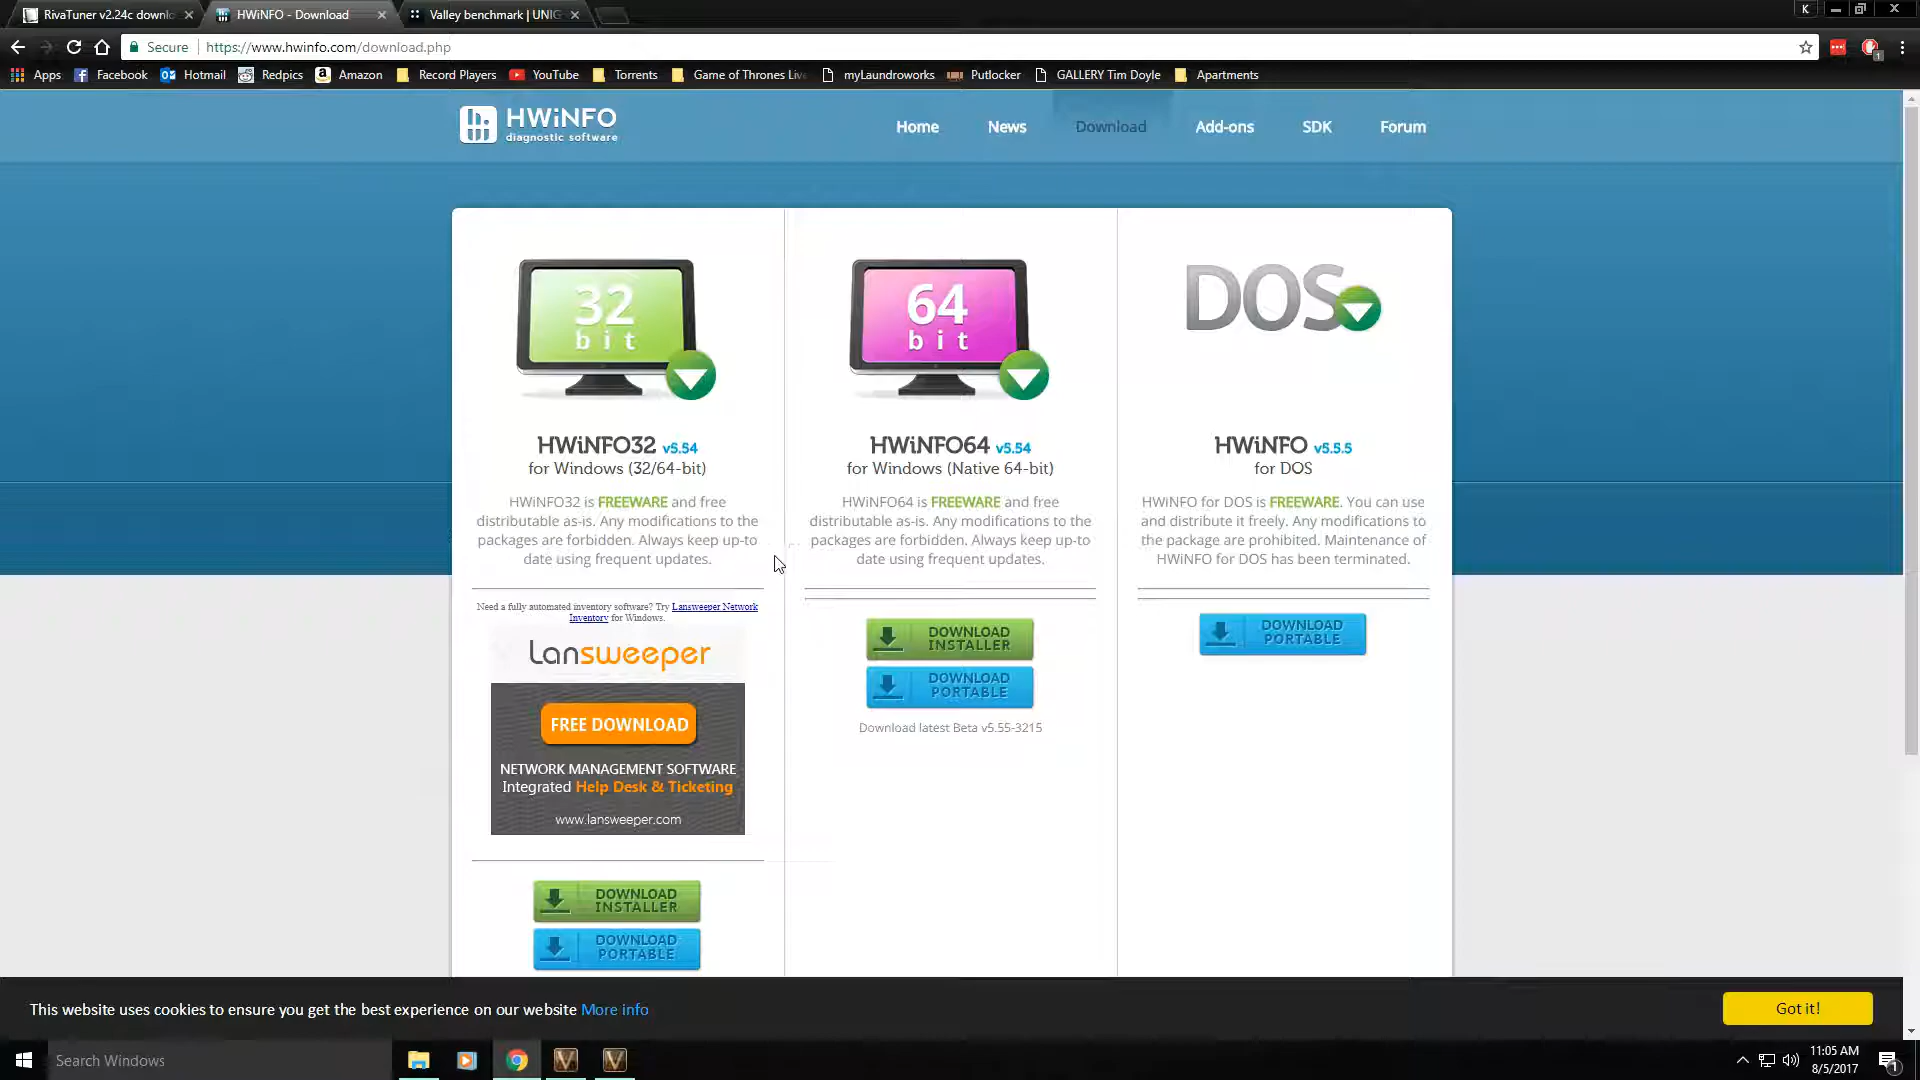 RivaTuner v2.24c downlo
HWiNFO - Download
Valley benchmark | UNIG
K
Secure
https://www.hwinfo.com/download.php
1
Apps
Facebook
Hotmail
Redpics
Amazon
Record Players
YouTube
Torrents
Game of Thrones Liv
myLaundroworks
Putlocker
GALLERY Tim Doyle
Apartments
HWiNFO
diagnostic software
Home
News
Download
Add-ons
SDK
Forum
32
bit
HWiNFO32 v5.54
for Windows (32/64-bit)
HWiNFO32 is FREEWARE and free
distributable as-is. Any modifications to the
packages are forbidden. Always keep up-to
date using frequent updates.
Need a fully automated inventory software? Try Lansweeper Network
Inventory for Windows.
Lansweeper
FREE DOWNLOAD
NETWORK MANAGEMENT SOFTWARE
Integrated Help Desk & Ticketing
www.lansweeper.com
DOWNLOAD
INSTALLER
DOWNLOAD
PORTABLE
64
bit
HWiNFO64 v5.54
for Windows (Native 64-bit)
HWiNFO64 is FREEWARE and free
distributable as-is. Any modifications to the
packages are forbidden. Always keep up-to
date using frequent updates.
DOWNLOAD
INSTALLER
DOWNLOAD
PORTABLE
Download latest Beta v5.55-3215
DOS
HWiNFO v5.5.5
for DOS
HWiNFO for DOS is FREEWARE. You can use
and distribute it freely. Any modifications to
the package are prohibited. Maintenance of
HWiNFO for DOS has been terminated.
DOWNLOAD
PORTABLE
This website uses cookies to ensure you get the best experience on our website More info
Got it!
Search Windows
11:05 AM
8/5/2017
1